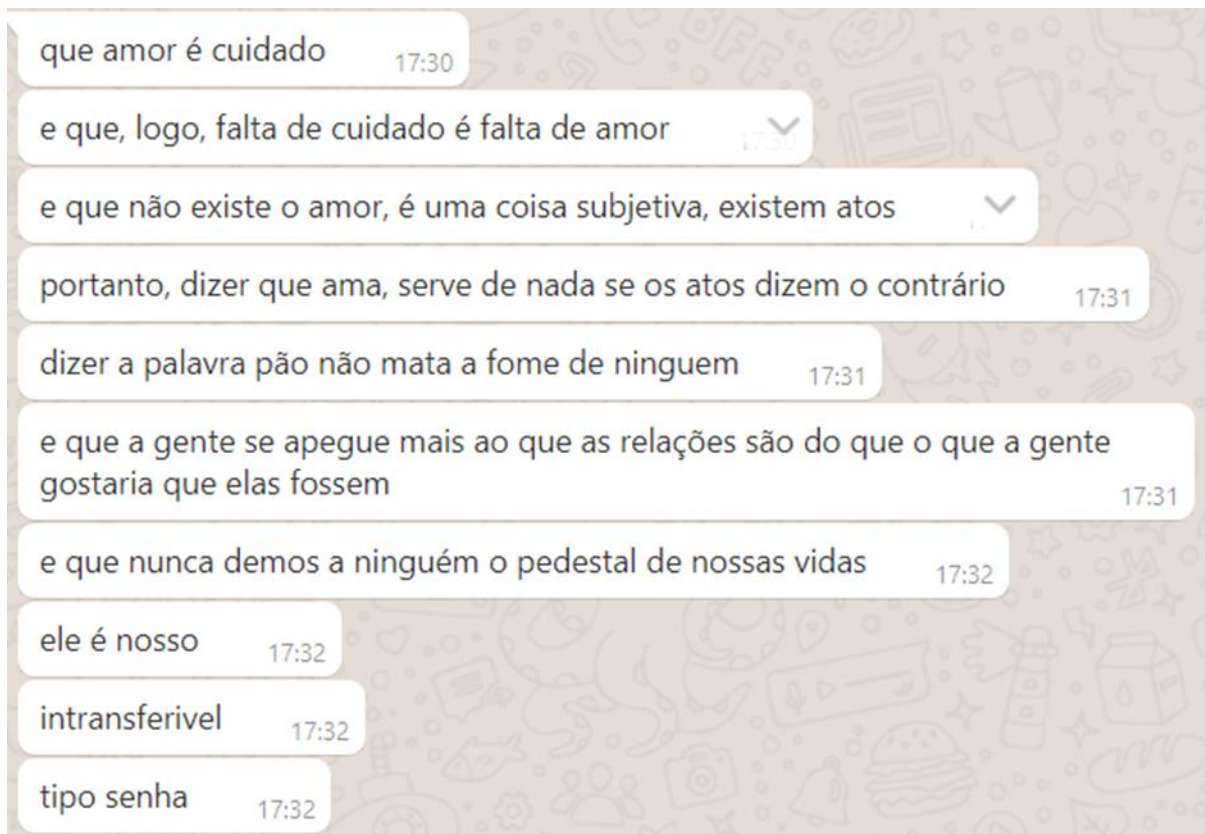 que amor é cuidado 17:30
e que, logo, falta de cuidado é falta de amor 17:30
e que não existe o amor, é uma coisa subjetiva, existem atos
portanto, dizer que ama, serve de nada se os atos dizem o contrário 17:31
dizer a palavra pão não mata a fome de ninguem 17:31
e que a gente se apegue mais ao que as relações são do que o que a gente
gostaria que elas fossem 17:31
e que nunca demos a ninguém o pedestal de nossas vidas 17:32
ele é nosso 17:32
intransferivel 17:32
tipo senha 17:32